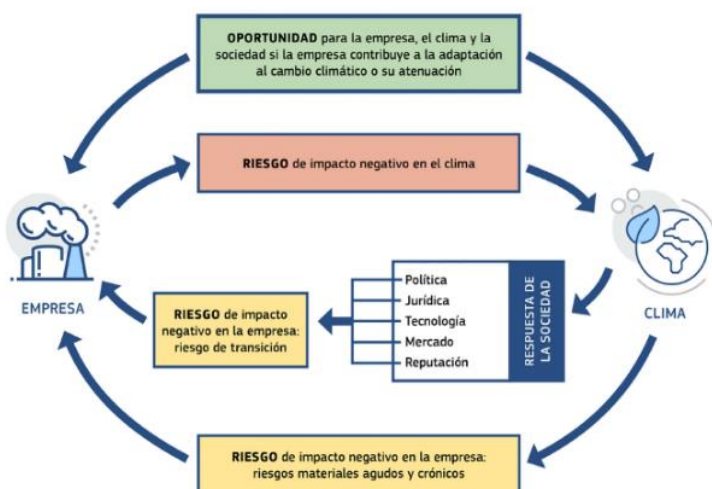 OPORTUNIDAD para la empresa, el clima y la
sociedad si la empresa contribuye a la adaptación
al cambio climático o su atenuación
RIESGO de impacto negativo en el clima
EMPRESA
CLIMA
RIESGO de impacto
negativo en la empresa:
riesgo de transición
Política
Jurídica
Tecnología
Mercado
Reputación
RESPUESTA DE
LA SOCIEDAD
RIESGO de impacto negativo en la empresa:
riesgos materiales agudos y crónicos